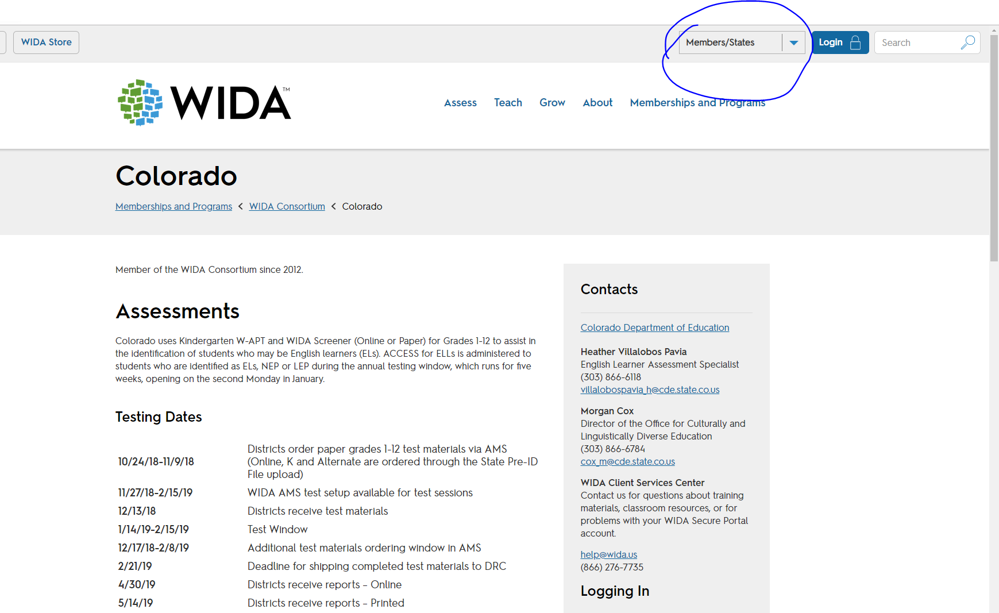 WIDA Store
Members/States
Login
Search
WIDA™
Assess Teach Grow About Memberships and Programs
Colorado
Memberships and Programs < WIDA Consortium < Colorado
Member of the WIDA Consortium since 2012.
Assessments
Colorado uses Kindergarten W-APT and WIDA Screener (Online or Paper) for Grades 1-12 to assist in
the identification of students who may be English learners (ELs). ACCESS for ELLs is administered to
students who are identified as ELs, NEP or LEP during the annual testing window, which runs for five
weeks, opening on the second Monday in January.
Testing Dates
10/24/18-11/9/18 Districts order paper grades 1-12 test materials via AMS
(Online, K and Alternate are ordered through the State Pre-ID
File upload)
11/27/18-2/15/19 WIDA AMS test setup available for test sessions
12/13/18 Districts receive test materials
1/14/19-2/15/19 Test Window
12/17/18-2/8/19 Additional test materials ordering window in AMS
2/21/19 Deadline for shipping completed test materials to DRC
4/30/19 Districts receive reports – Online
5/14/19 Districts receive reports – Printed
Contacts
Colorado Department of Education
Heather Villalobos Pavia
English Learner Assessment Specialist
(303) 866-6118
villalobospavia_h@cde.state.co.us
Morgan Cox
Director of the Office for Culturally and
Linguistically Diverse Education
(303) 866-6784
cox_m@cde.state.co.us
WIDA Client Services Center
Contact us for questions about training
materials, classroom resources, or for
problems with your WIDA Secure Portal
account.
help@wida.us
(866) 276-7735
Logging In